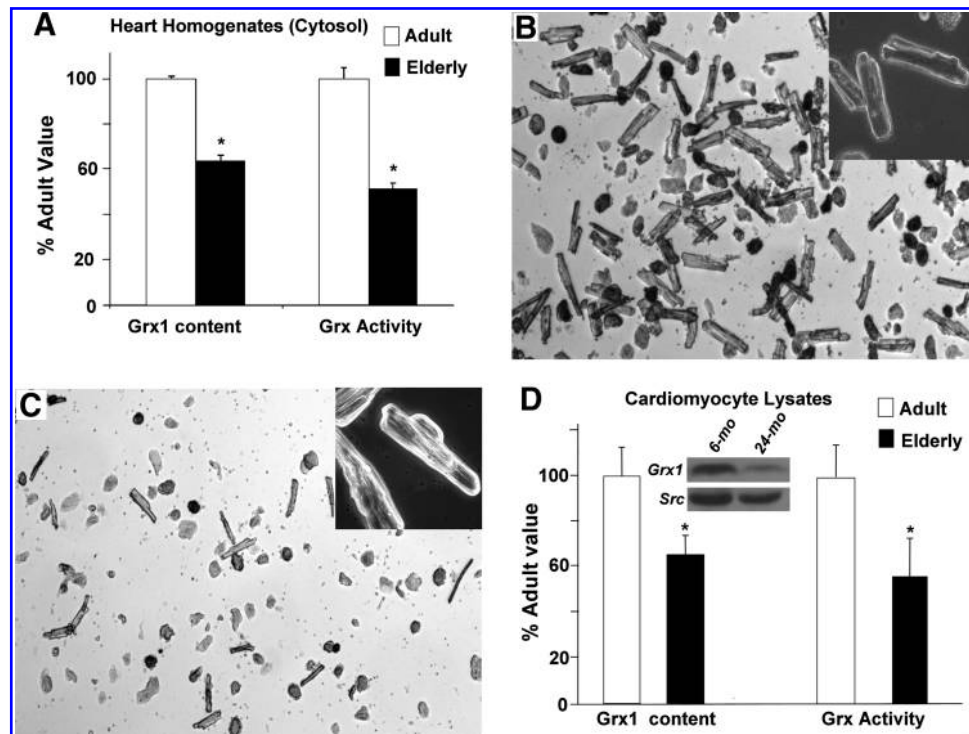 A
Heart Homogenates (Cytosol)
Adult
Elderly
% Adult Value
100
60
20
0
*
*
Grx1 content
Grx Activity
B
C
D
Cardiomyocyte Lysates
Adult
Elderly
6-mo
24-mo
Grx1
Src
% Adult value
100
60
20
0
*
*
Grx1 content
Grx Activity